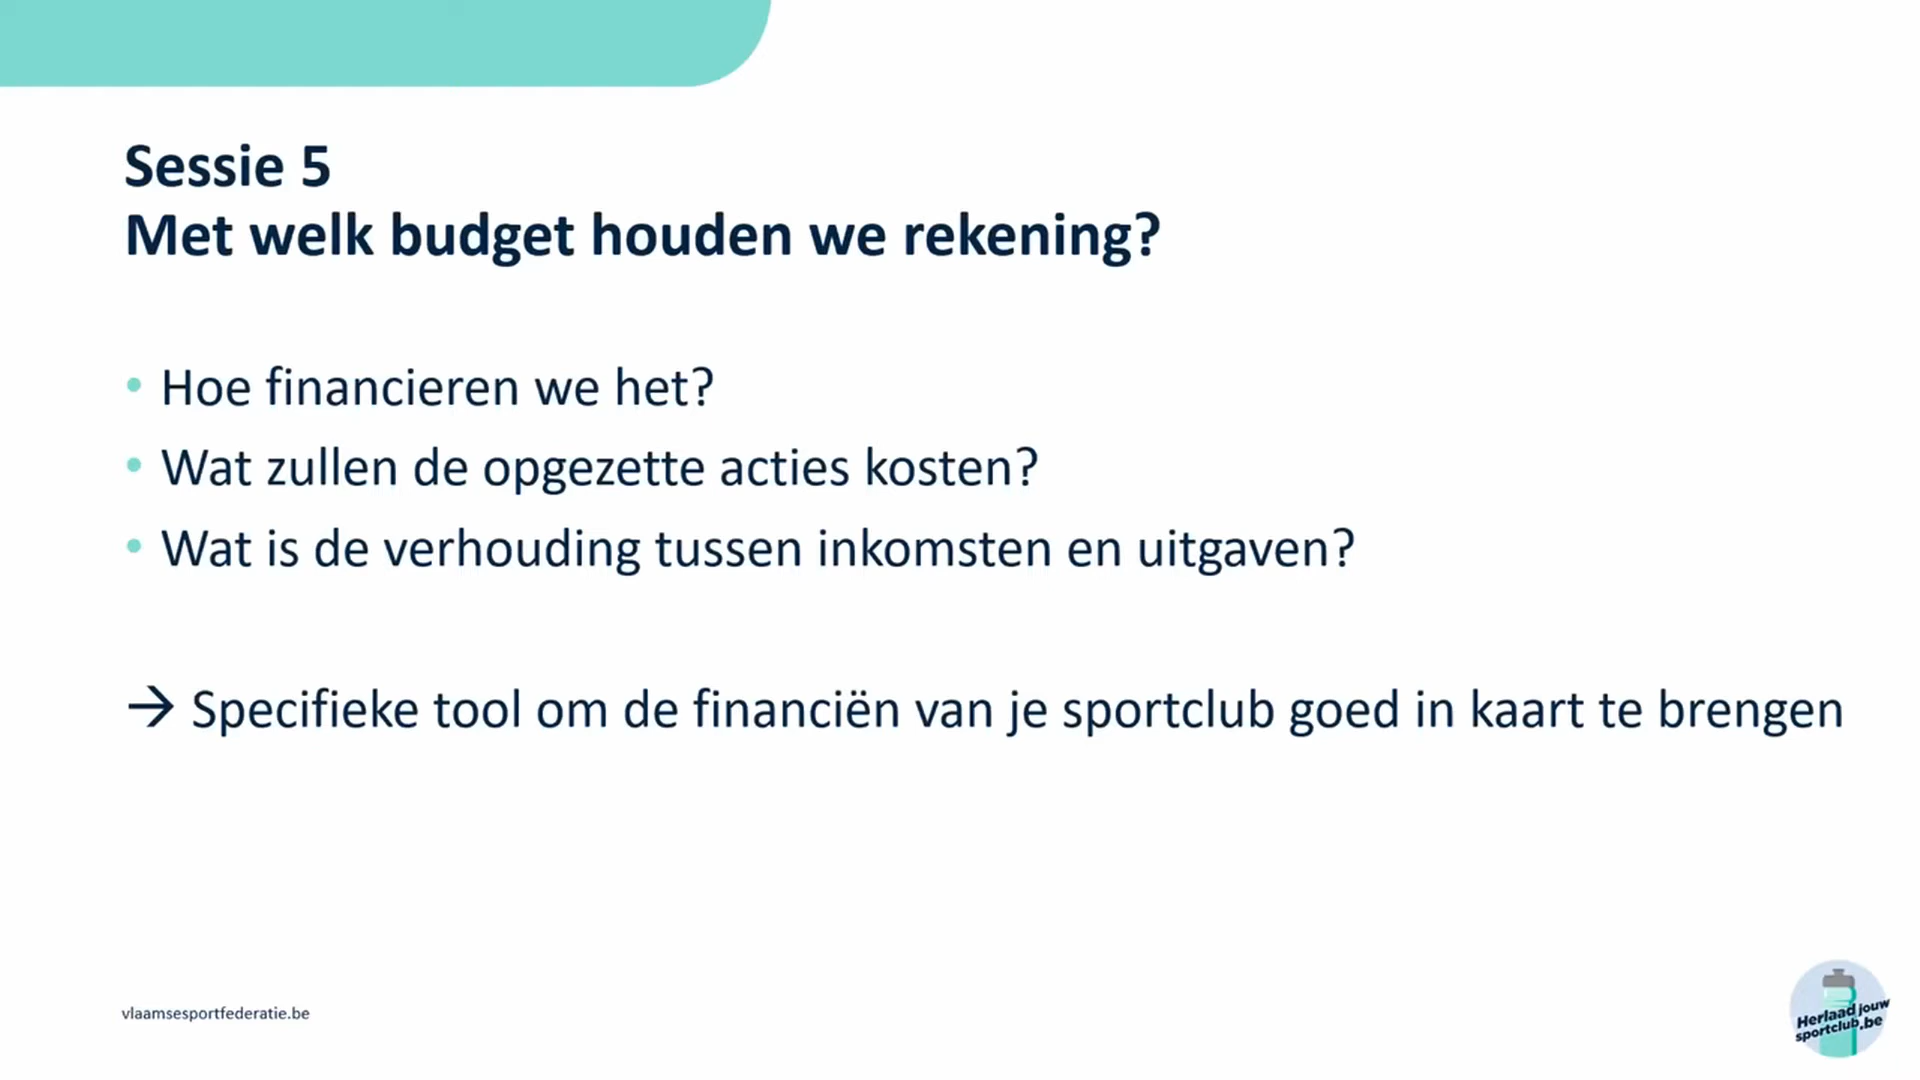 Sessie 5
Met welk budget houden we rekening?
• Hoe financieren we het?
• Wat zullen de opgezette acties kosten?
• Wat is de verhouding tussen inkomsten en uitgaven?
→ Specifieke tool om de financiën van je sportclub goed in kaart te brengen
vlaamsesportfederatie.be
Herlaad jouw
sportclub.be